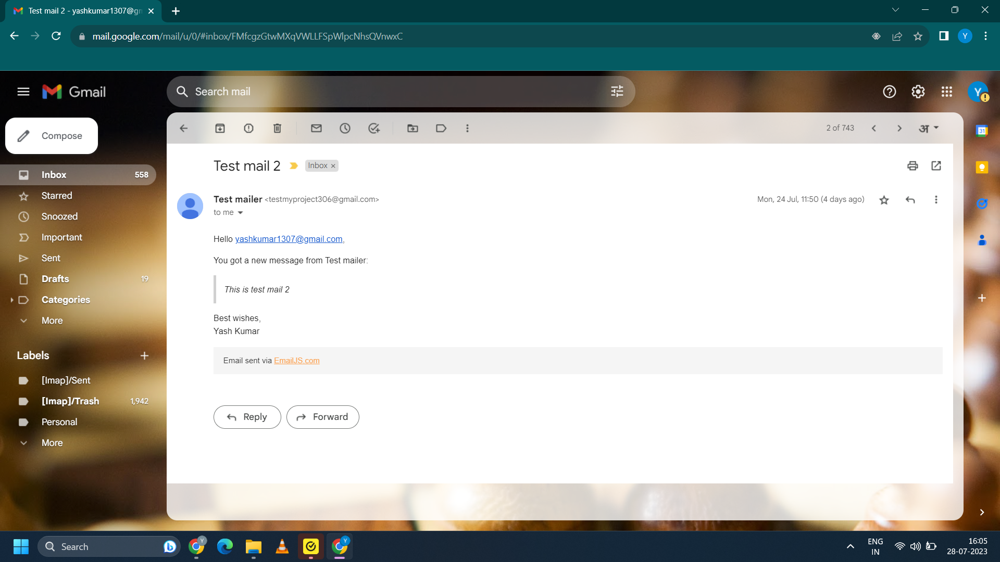 Test mail 2 - yashkumar1307@gm
mail.google.com/mail/u/0/#inbox/FMfcgzGtwMXqVWLLFSpWlpcNhsQVnwxC
Y
Gmail
Search mail
Y
Compose
2 of 743
अ
31
Test mail 2
Inbox ×
Inbox 558
Starred
Snoozed
Important
Sent
Drafts 19
Categories
More
Labels
[Imap]/Sent
[Imap]/Trash 1,942
Personal
More
Test mailer <testmyproject306@gmail.com>
Mon, 24 Jul, 11:50 (4 days ago)
to me
Hello yashkumar1307@gmail.com,
You got a new message from Test mailer:
This is test mail 2
Best wishes,
Yash Kumar
Email sent via EmailJS.com
Reply
Forward
Search
Y
Y
ENG
IN
16:05
28-07-2023